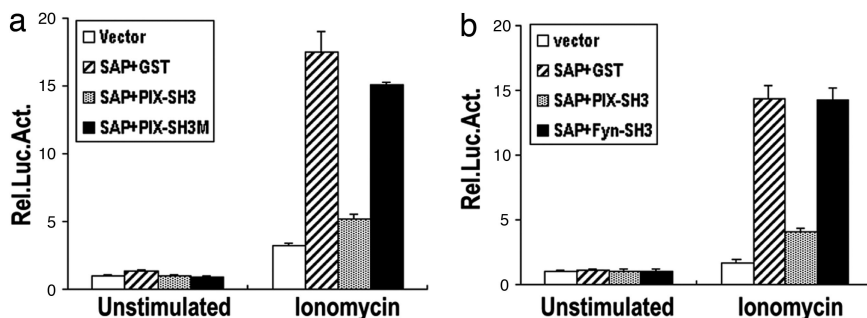 a
Rel.Luc.Act.
20
15
10
5
0
Vector
SAP+GST
SAP+PIX-SH3
SAP+PIX-SH3M
Unstimulated
Ionomycin
b
Rel.Luc.Act.
20
15
10
5
0
vector
SAP+GST
SAP+PIX-SH3
SAP+Fyn-SH3
Unstimulated
Ionomycin